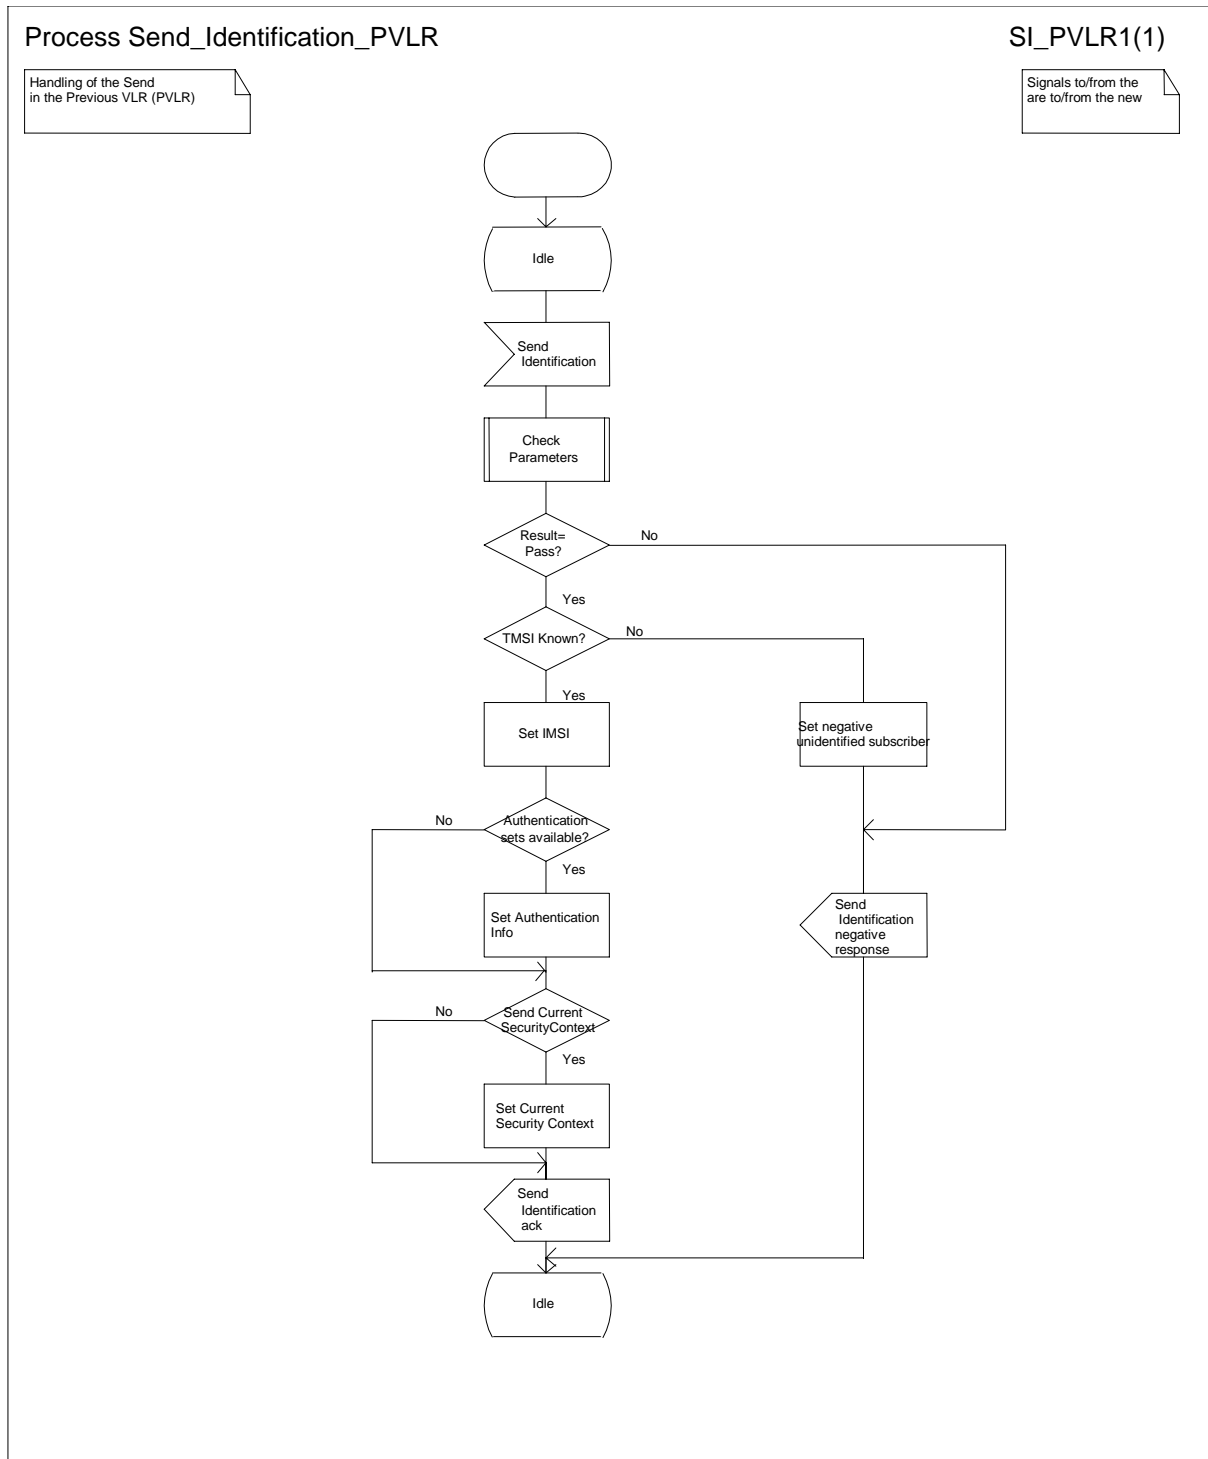 Process Send_Identification_PVLR
SI_PVLR1(1)
Handling of the Send
in the Previous VLR (PVLR)
Signals to/from the
are to/from the new
Idle
Send
Identification
Check
Parameters
Result=
Pass?
No
Yes
TMSI Known?
No
Yes
Set IMSI
Set negative
unidentified subscriber
No
Authentication
sets available?
Yes
Set Authentication
Info
Send
Identification
negative
response
No
Send Current
SecurityContext
Yes
Set Current
Security Context
Send
Identification
ack
Idle